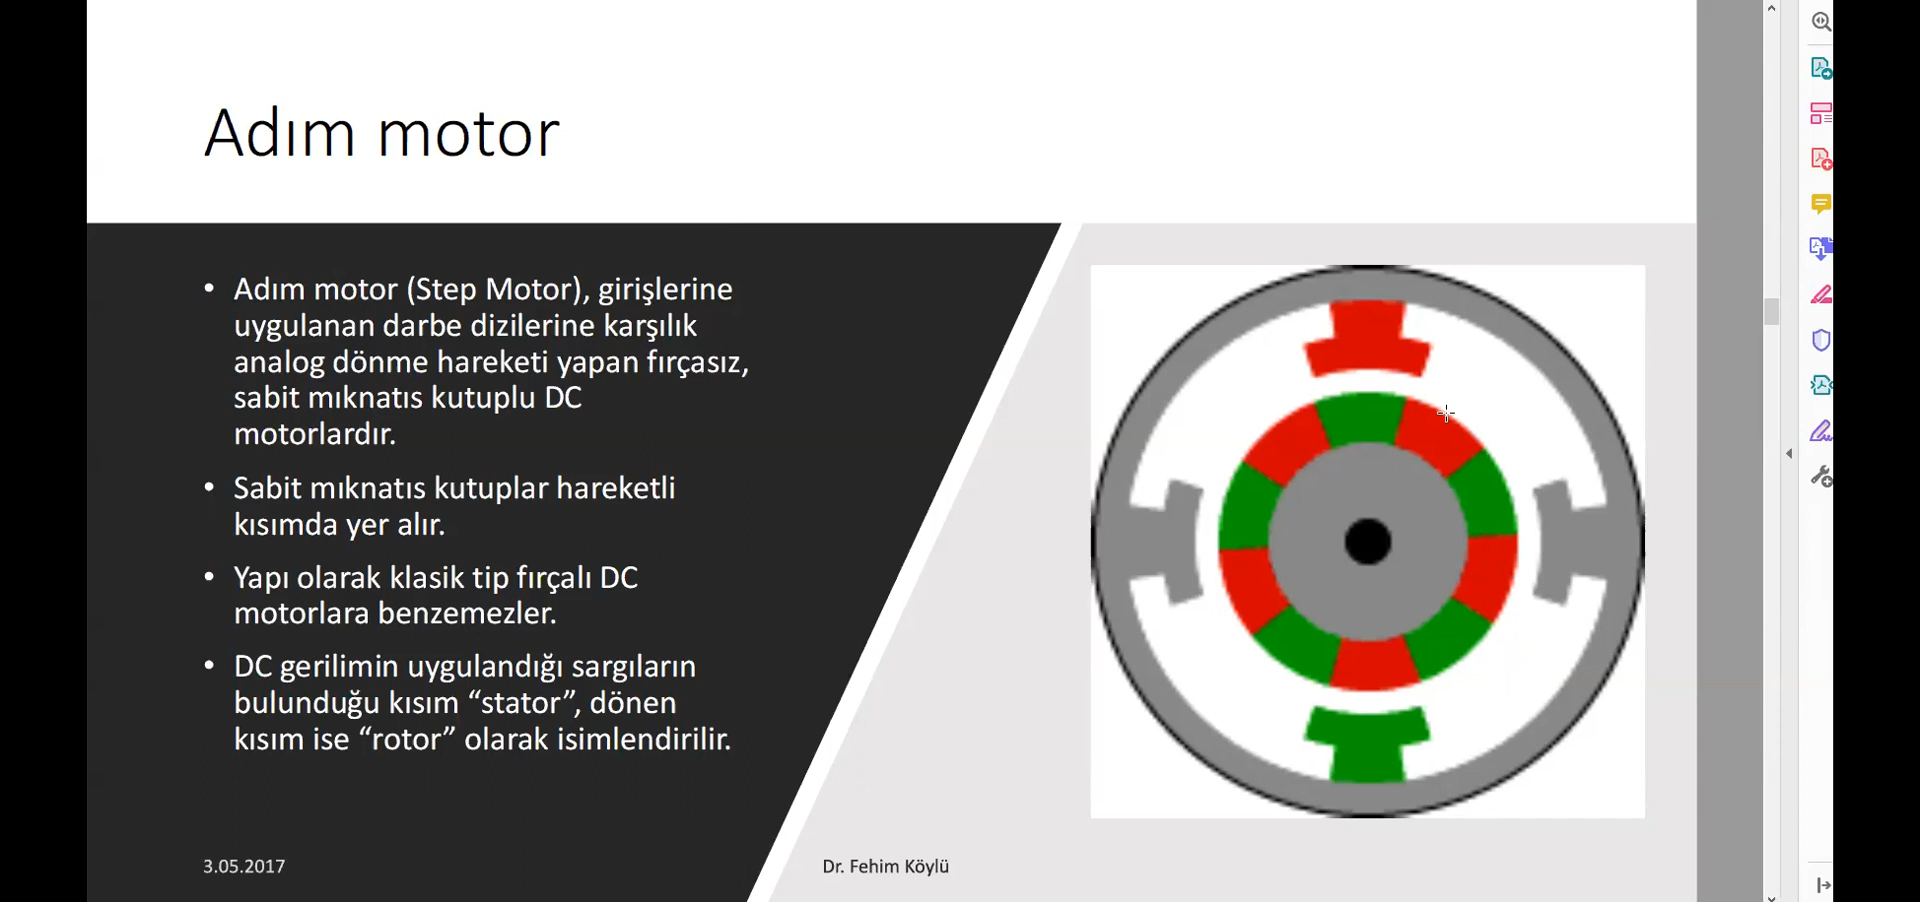 Adım motor
• Adım motor (Step Motor), girişlerine
uygulanan darbe dizilerine karşılık
analog dönme hareketi yapan fırçasız,
sabit mıknatıs kutuplu DC
motorlardır.
• Sabit mıknatıs kutuplar hareketli
kısımda yer alır.
• Yapı olarak klasik tip fırçalı DC
motorlara benzemezler.
• DC gerilimin uygulandığı sargıların
bulunduğu kısım “stator”, dönen
kısım ise “rotor” olarak isimlendirilir.
3.05.2017
Dr. Fehim Köylü